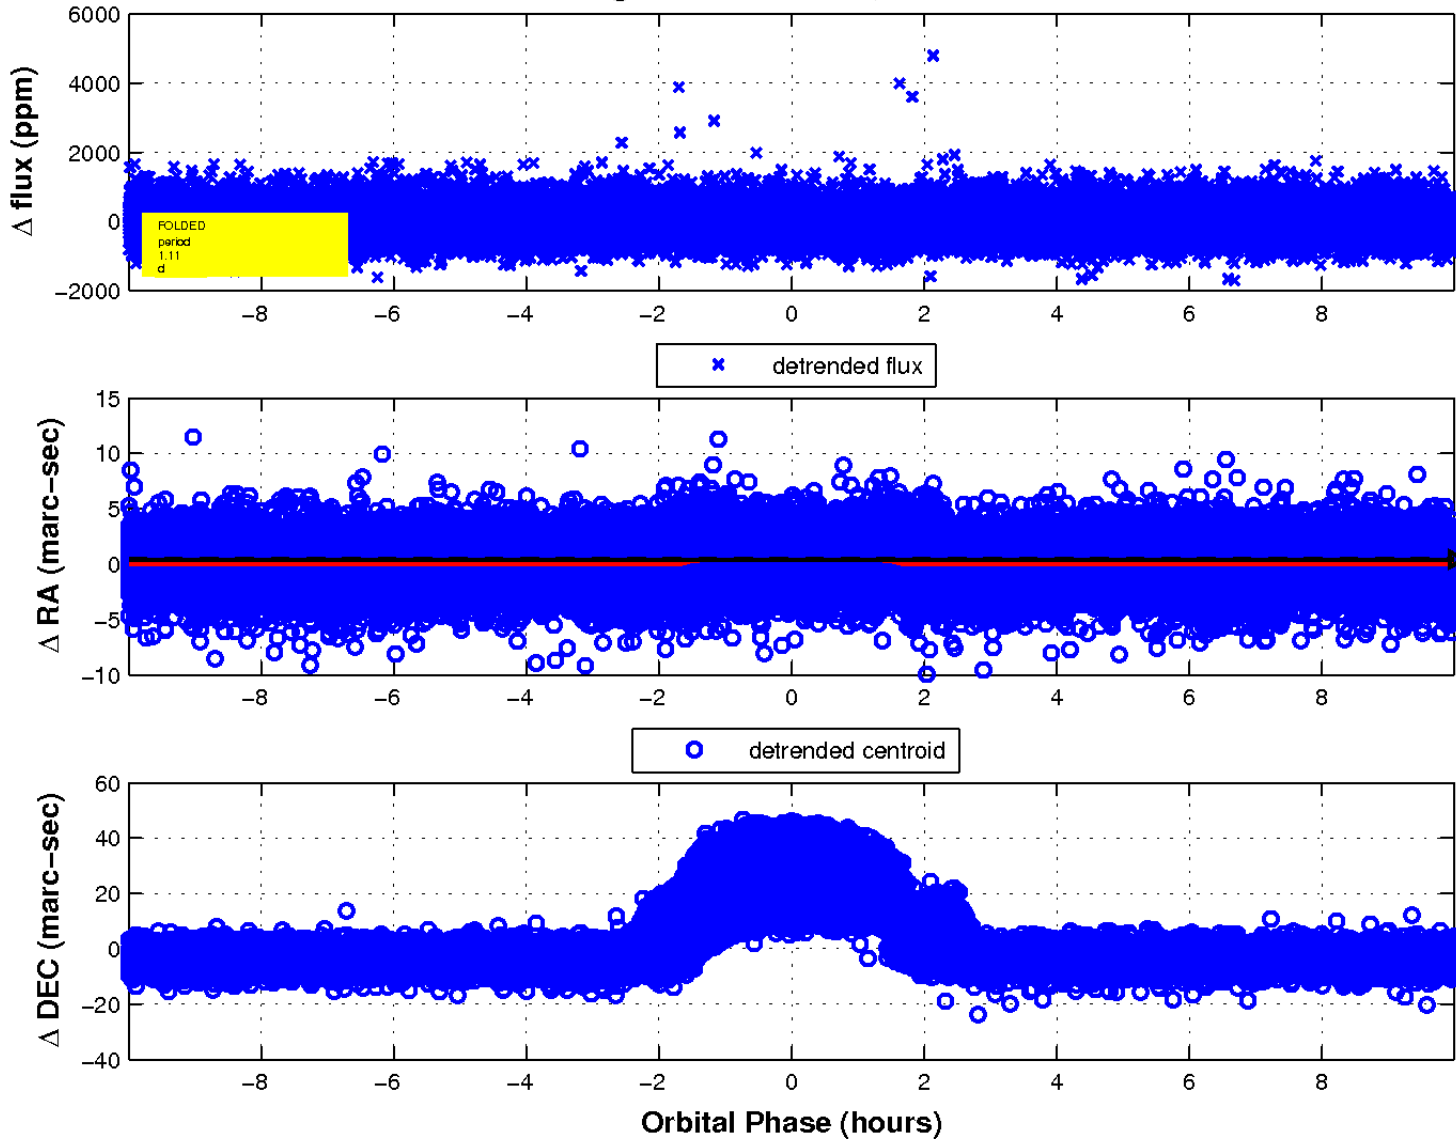 6000
4000
2000
0
−2000
Δ flux (ppm)
FOLDED
period
1.11
d
−8 −6 −4 −2 0 2 4 6 8
detrended flux
15
10
5
0
−5
−10
Δ RA (marc−sec)
−8 −6 −4 −2 0 2 4 6 8
detrended centroid
60
40
20
0
−20
−40
Δ DEC (marc−sec)
−8 −6 −4 −2 0 2 4 6 8
Orbital Phase (hours)